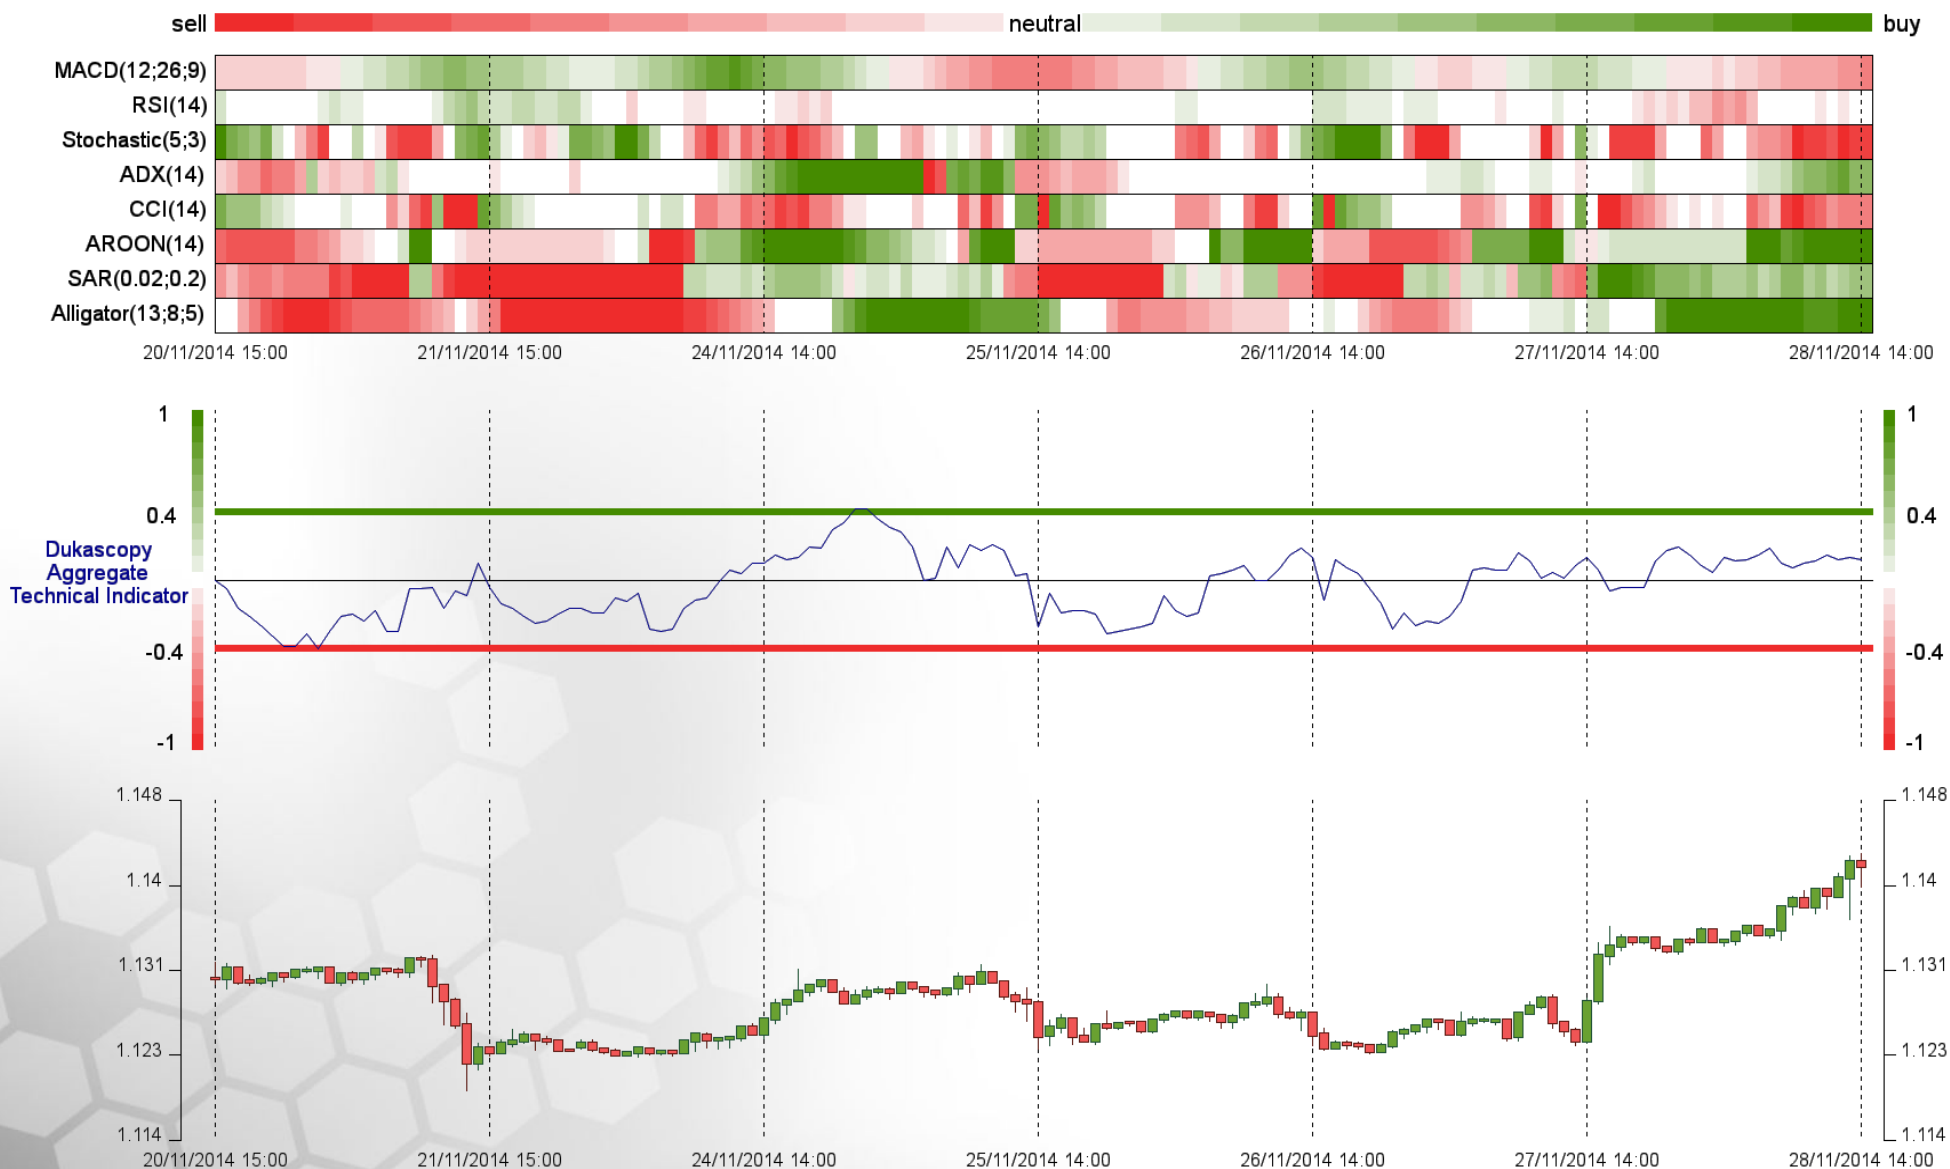 sell neutral buy
MACD(12;26;9)
RSI(14)
Stochastic(5;3)
ADX(14)
CCI(14)
AROON(14)
SAR(0.02;0.2)
Alligator(13;8;5)
20/11/2014 15:00 21/11/2014 15:00 24/11/2014 14:00 25/11/2014 14:00 26/11/2014 14:00 27/11/2014 14:00 28/11/2014 14:00
1 1
0.4 0.4
Dukascopy
Aggregate
Technical Indicator
-0.4 -0.4
-1 -1
1.148 1.148
1.14 1.14
1.131 1.131
1.123 1.123
1.114 1.114
20/11/2014 15:00 21/11/2014 15:00 24/11/2014 14:00 25/11/2014 14:00 26/11/2014 14:00 27/11/2014 14:00 28/11/2014 14:00